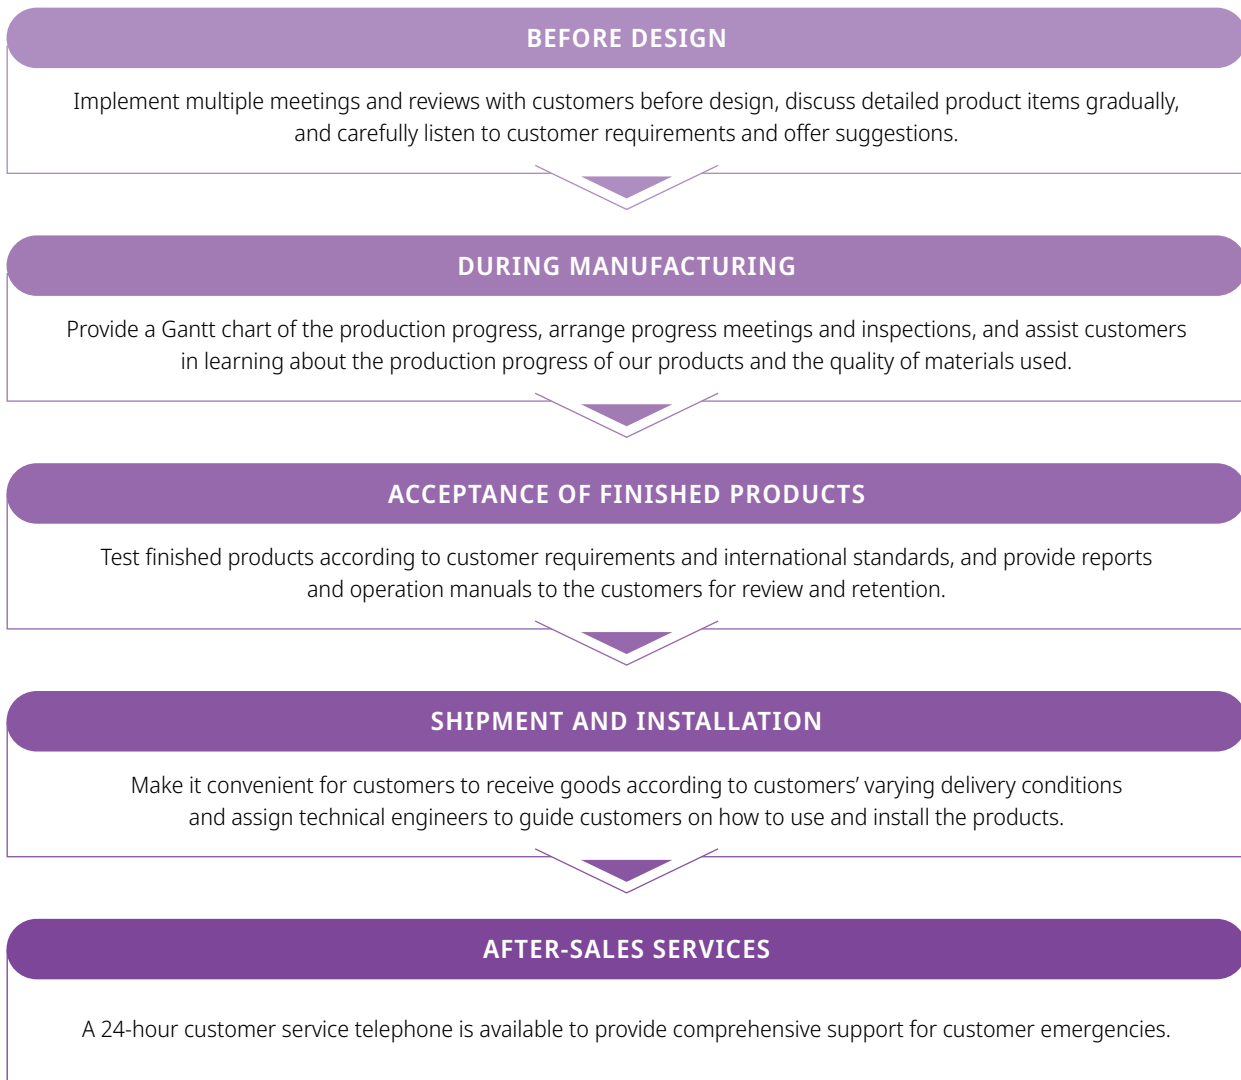 BEFORE DESIGN
Implement multiple meetings and reviews with customers before design, discuss detailed product items gradually,
and carefully listen to customer requirements and offer suggestions.
DURING MANUFACTURING
Provide a Gantt chart of the production progress, arrange progress meetings and inspections, and assist customers
in learning about the production progress of our products and the quality of materials used.
ACCEPTANCE OF FINISHED PRODUCTS
Test finished products according to customer requirements and international standards, and provide reports
and operation manuals to the customers for review and retention.
SHIPMENT AND INSTALLATION
Make it convenient for customers to receive goods according to customers’ varying delivery conditions
and assign technical engineers to guide customers on how to use and install the products.
AFTER-SALES SERVICES
A 24-hour customer service telephone is available to provide comprehensive support for customer emergencies.